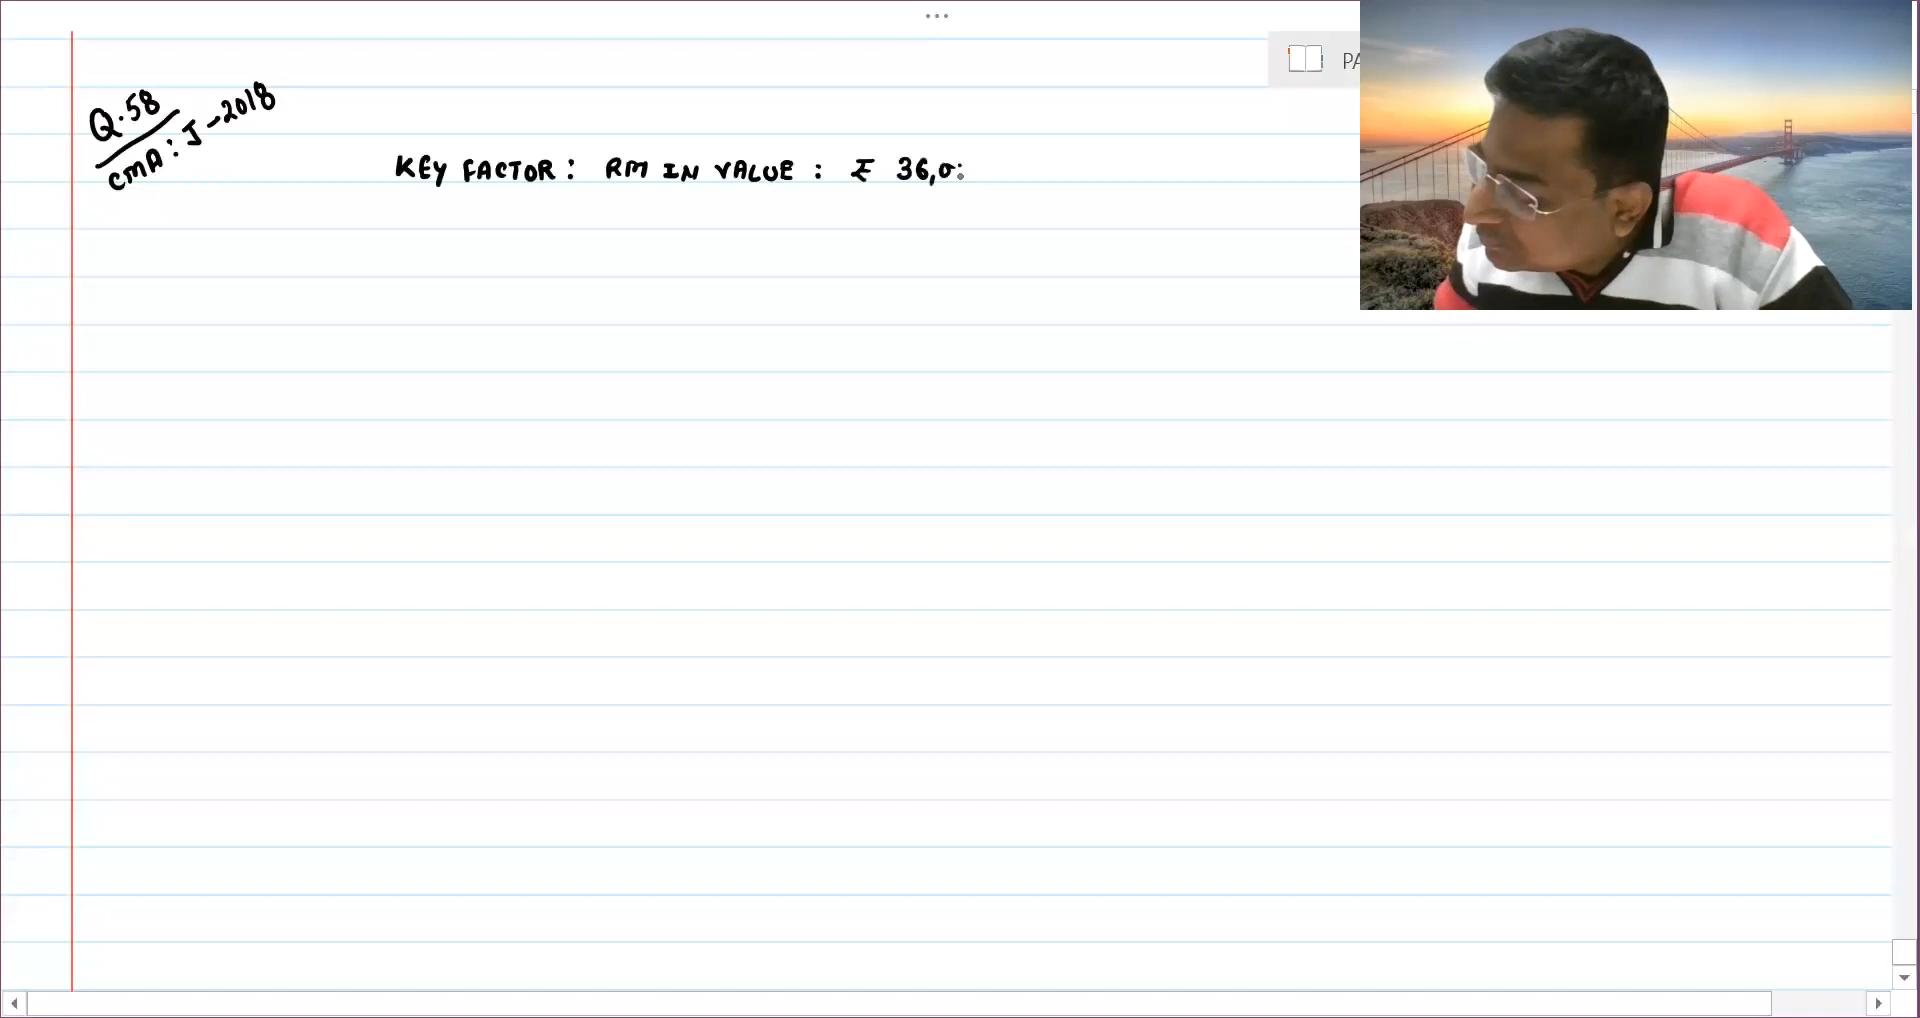 Q.58
CMA: J-2018
KEY FACTOR: RM IN VALUE: ₹ 36,0
PA